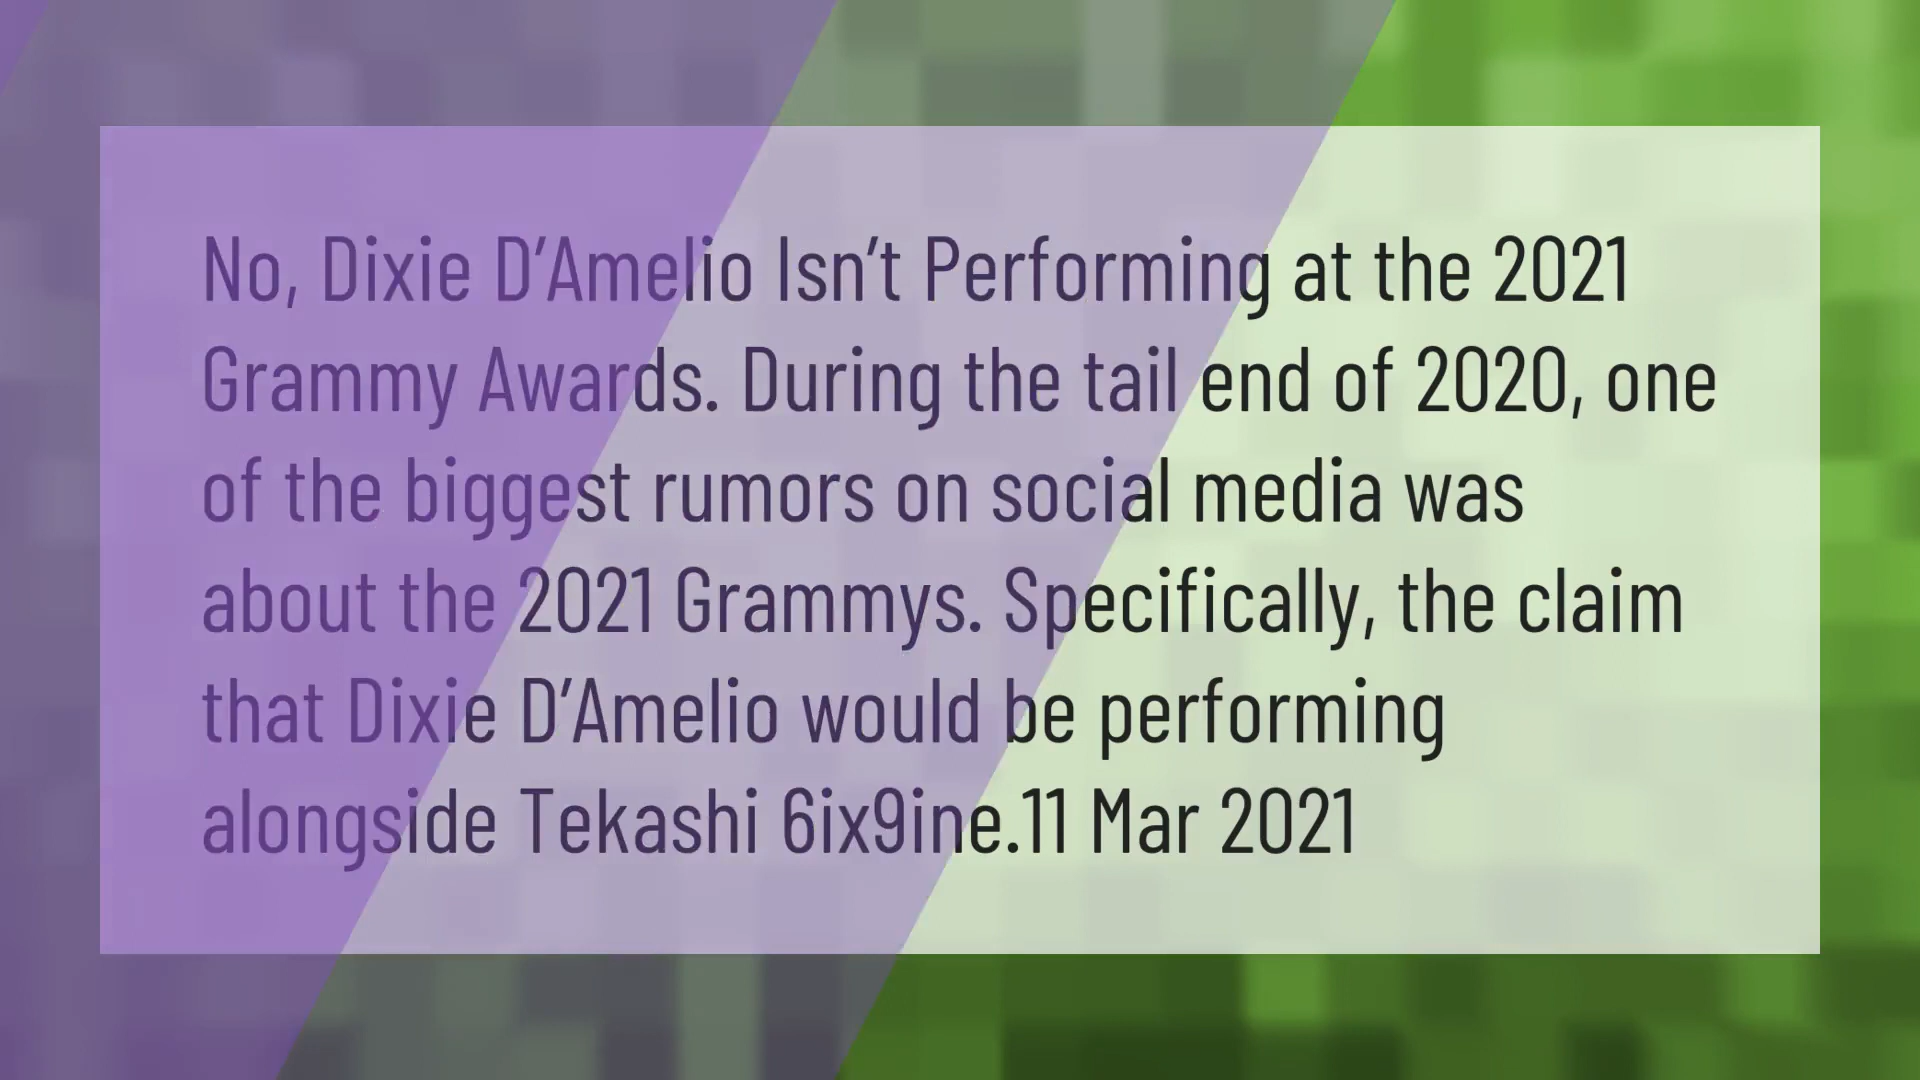 No, Dixie D’Amelio Isn’t Performing at the 2021
Grammy Awards. During the tail end of 2020, one
of the biggest rumors on social media was
about the 2021 Grammys. Specifically, the claim
that Dixie D’Amelio would be performing
alongside Tekashi 6ix9ine.11 Mar 2021